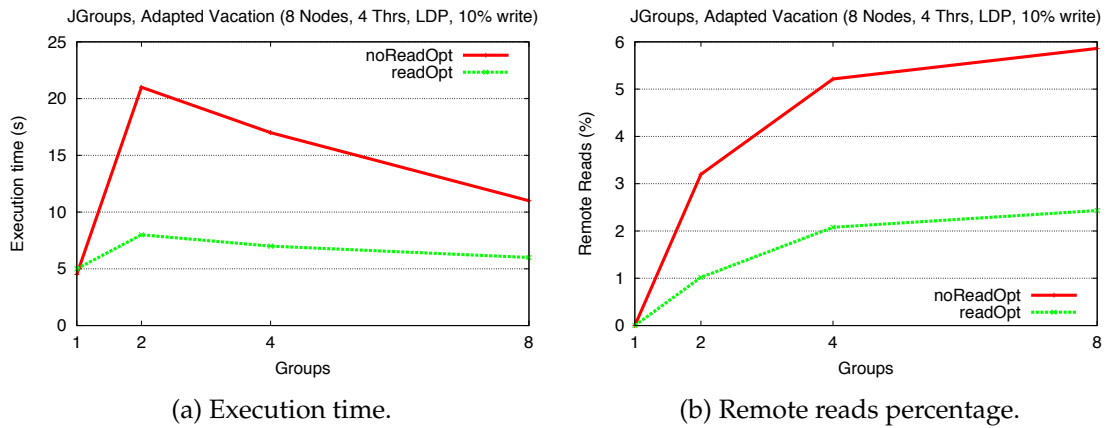 JGroups, Adapted Vacation (8 Nodes, 4 Thrs, LDP, 10% write)
25
20
15
10
5
0
1
2
4
8
Execution time (s)
Groups
noReadOpt
readOpt
(a) Execution time.
JGroups, Adapted Vacation (8 Nodes, 4 Thrs, LDP, 10% write)
6
5
4
3
2
1
0
1
2
4
8
Remote Reads (%)
Groups
noReadOpt
readOpt
(b) Remote reads percentage.